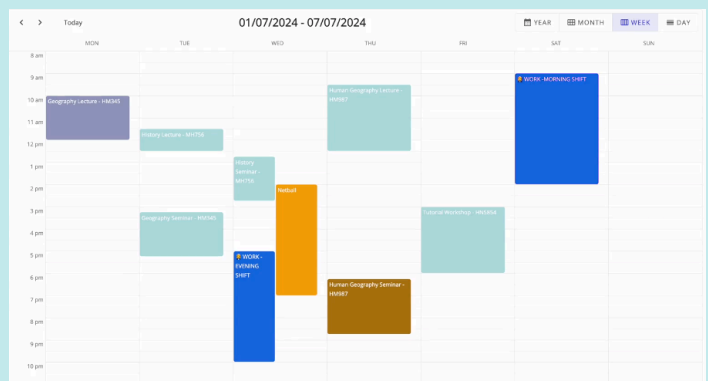 Today
01/07/2024 - 07/07/2024
YEAR
MONTH
WEEK
DAY
MON
TUE
WED
THU
FRI
SAT
SUN
8 am
9 am
10 am
11 am
12 pm
1 pm
2 pm
3 pm
4 pm
5 pm
6 pm
7 pm
8 pm
9 pm
10 pm
Geography Lecture - HM345
History Lecture - MH756
Geography Seminar - HM345
History
Seminar -
MH756
Netball
WORK -
EVENING
SHIFT
Human Geography Lecture -
HM987
Human Geography Seminar -
HM987
Tutorial Workshop -
WORK -MORNING SHIFT